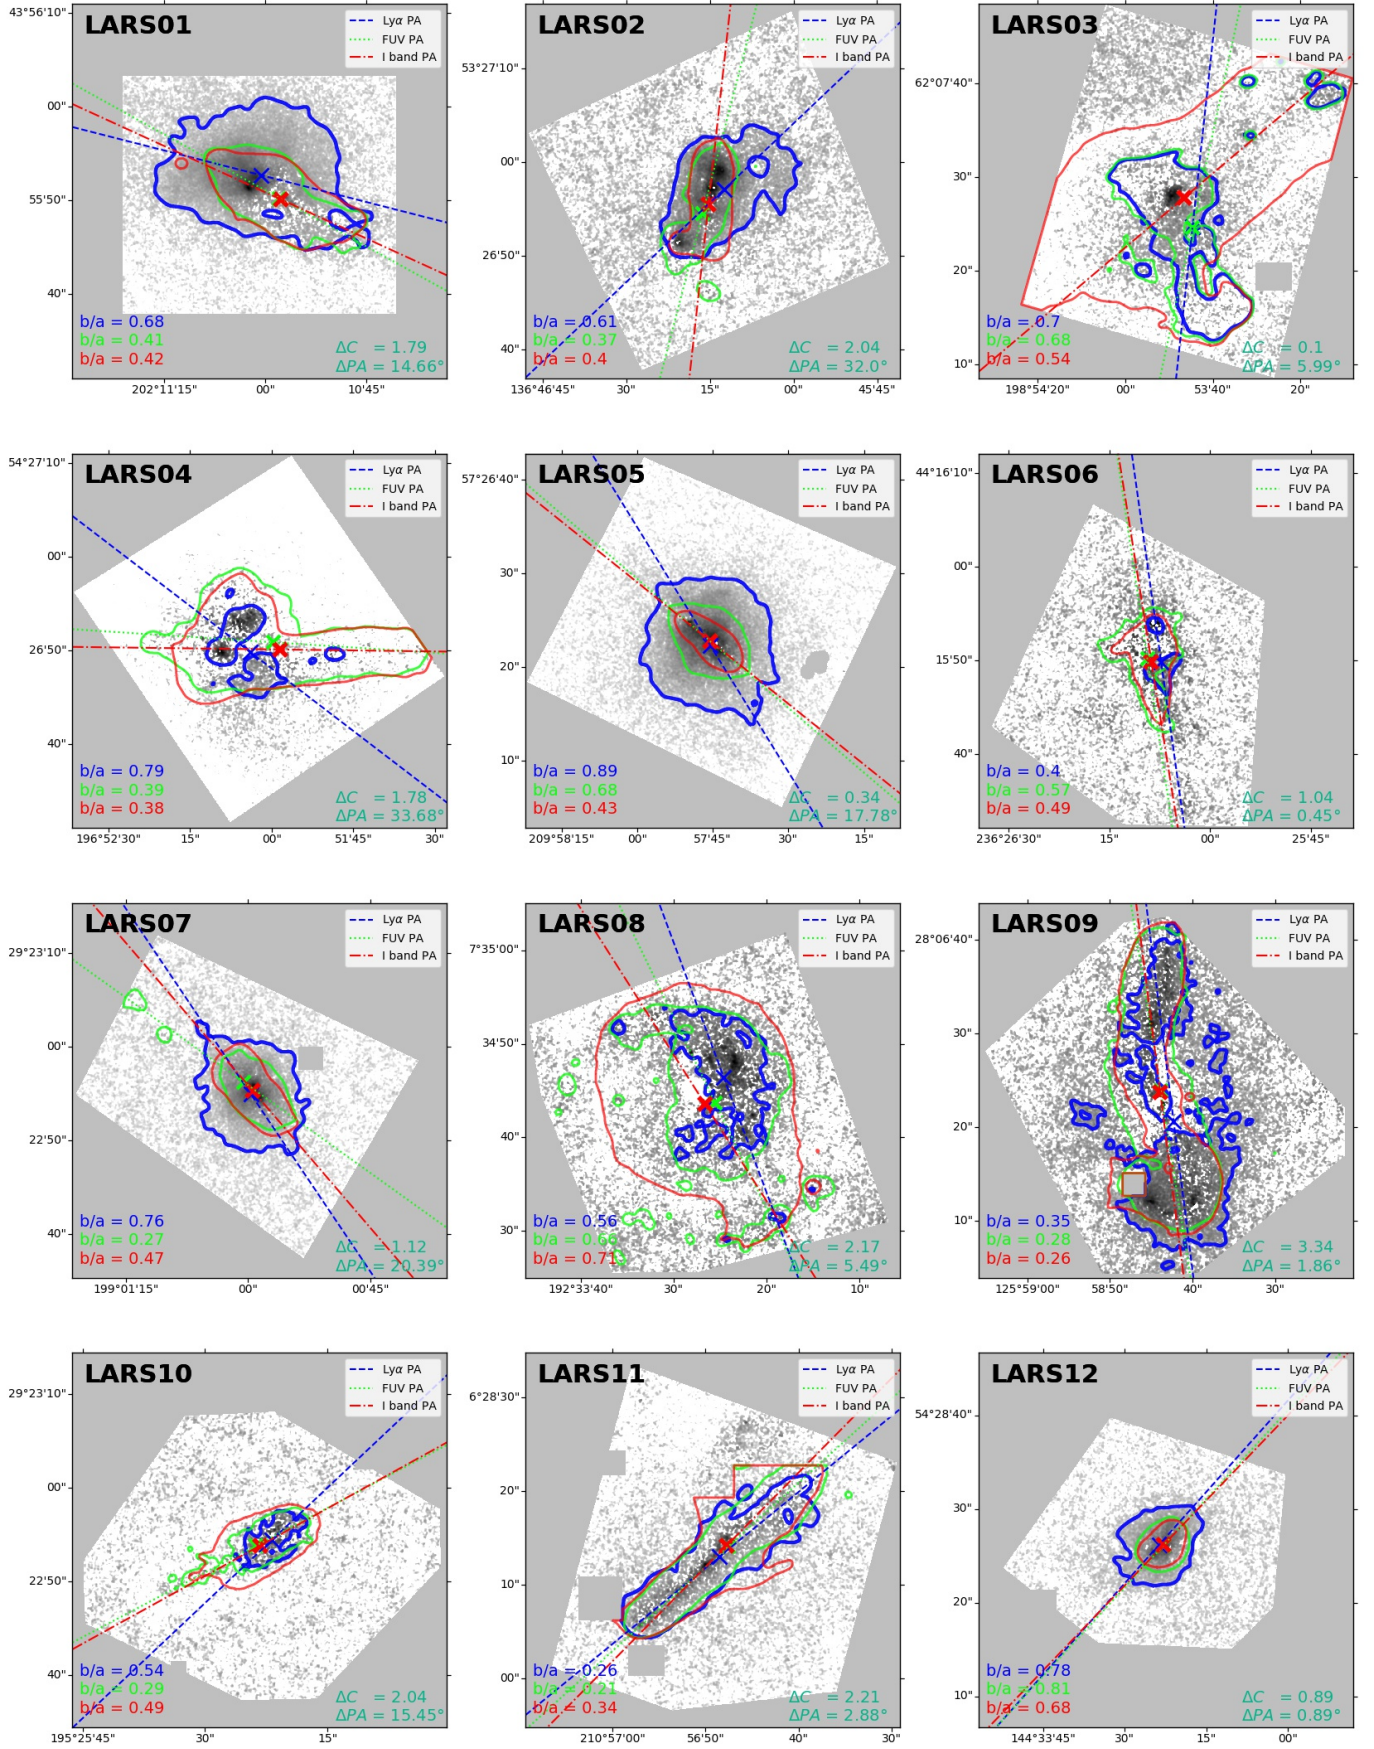 LARS01
Lyα PA
FUV PA
I band PA
43°56'10"
00"
55'50"
40"
b/a = 0.68
b/a = 0.41
b/a = 0.42
ΔC = 1.79
ΔPA = 14.66°
202°11'15"
00"
10'45"
LARS02
Lyα PA
FUV PA
I band PA
53°27'10"
00"
26'50"
40"
b/a = 0.61
b/a = 0.37
b/a = 0.4
ΔC = 2.04
ΔPA = 32.0°
136°46'45"
30"
15"
00"
45'45"
LARS03
Lyα PA
FUV PA
I band PA
62°07'40"
30"
20"
10"
b/a = 0.7
b/a = 0.68
b/a = 0.54
ΔC = 0.1
ΔPA = 5.99°
198°54'20"
00"
53'40"
20"
LARS04
Lyα PA
FUV PA
I band PA
54°27'10"
00"
26'50"
40"
b/a = 0.79
b/a = 0.39
b/a = 0.38
ΔC = 1.78
ΔPA = 33.68°
196°52'30"
15"
00"
51'45"
30"
LARS05
Lyα PA
FUV PA
I band PA
57°26'40"
30"
20"
10"
b/a = 0.89
b/a = 0.68
b/a = 0.43
ΔC = 0.34
ΔPA = 17.78°
209°58'15"
00"
57'45"
30"
15"
LARS06
Lyα PA
FUV PA
I band PA
44°16'10"
00"
15'50"
40"
b/a = 0.4
b/a = 0.57
b/a = 0.49
ΔC = 1.04
ΔPA = 0.45°
236°26'30"
15"
00"
25'45"
LARS07
Lyα PA
FUV PA
I band PA
29°23'10"
00"
22'50"
40"
b/a = 0.76
b/a = 0.27
b/a = 0.47
ΔC = 1.12
ΔPA = 20.39°
199°01'15"
00"
00'45"
LARS08
Lyα PA
FUV PA
I band PA
7°35'00"
34'50"
40"
30"
b/a = 0.56
b/a = 0.66
b/a = 0.71
ΔC = 2.17
ΔPA = 5.49°
192°33'40"
30"
20"
10"
LARS09
Lyα PA
FUV PA
I band PA
28°06'40"
30"
20"
10"
b/a = 0.35
b/a = 0.28
b/a = 0.26
ΔC = 3.34
ΔPA = 1.86°
125°59'00"
58'50"
40"
30"
LARS10
Lyα PA
FUV PA
I band PA
29°23'10"
00"
22'50"
40"
b/a = 0.54
b/a = 0.29
b/a = 0.49
ΔC = 2.04
ΔPA = 15.45°
195°25'45"
30"
15"
LARS11
Lyα PA
FUV PA
I band PA
6°28'30"
20"
10"
00"
b/a = 0.26
b/a = 0.21
b/a = 0.34
ΔC = 2.21
ΔPA = 2.88°
210°57'00"
56'50"
40"
30"
LARS12
Lyα PA
FUV PA
I band PA
54°28'40"
30"
20"
10"
b/a = 0.78
b/a = 0.81
b/a = 0.68
ΔC = 0.89
ΔPA = 0.89°
144°33'45"
30"
15"
00"